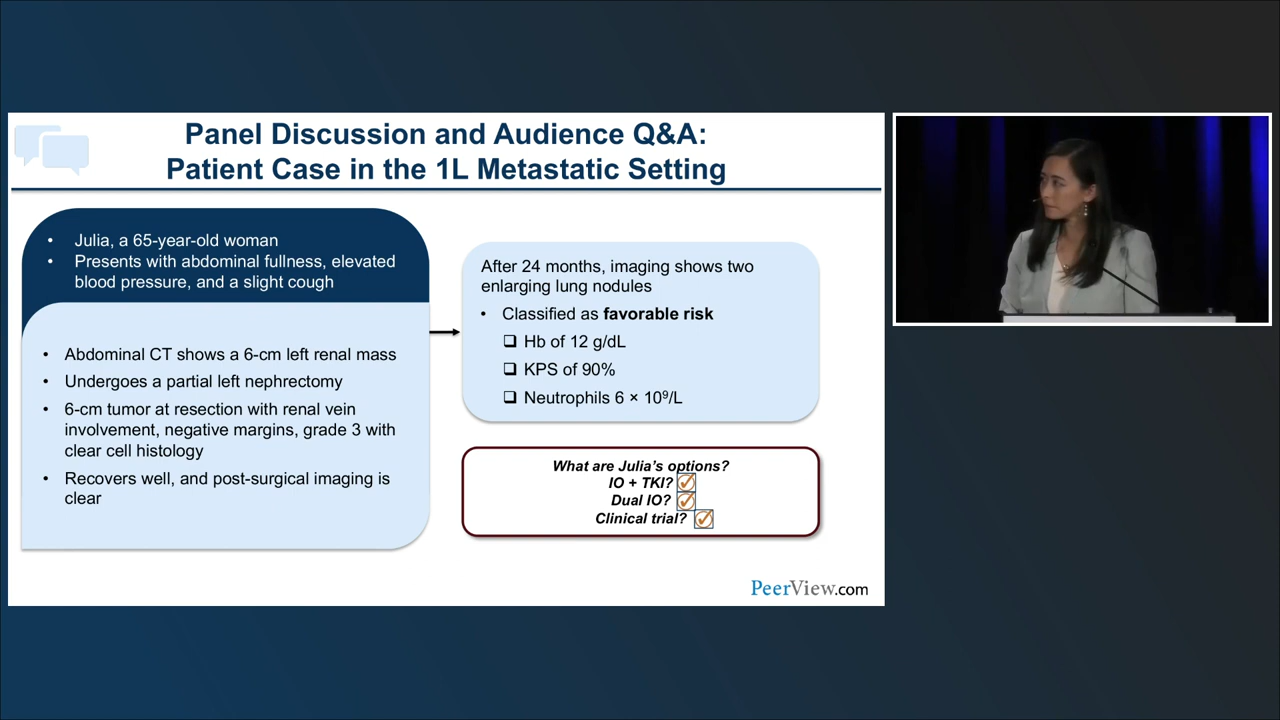 Panel Discussion and Audience Q&A:
Patient Case in the 1L Metastatic Setting
• Julia, a 65-year-old woman
• Presents with abdominal fullness, elevated
blood pressure, and a slight cough
• Abdominal CT shows a 6-cm left renal mass
• Undergoes a partial left nephrectomy
• 6-cm tumor at resection with renal vein
involvement, negative margins, grade 3 with
clear cell histology
• Recovers well, and post-surgical imaging is
clear
After 24 months, imaging shows two
enlarging lung nodules
• Classified as favorable risk
❑ Hb of 12 g/dL
❑ KPS of 90%
❑ Neutrophils 6 × 10⁹/L
What are Julia's options?
IO + TKI? ☑
Dual IO? ☑
Clinical trial? ☑
PeerView.com